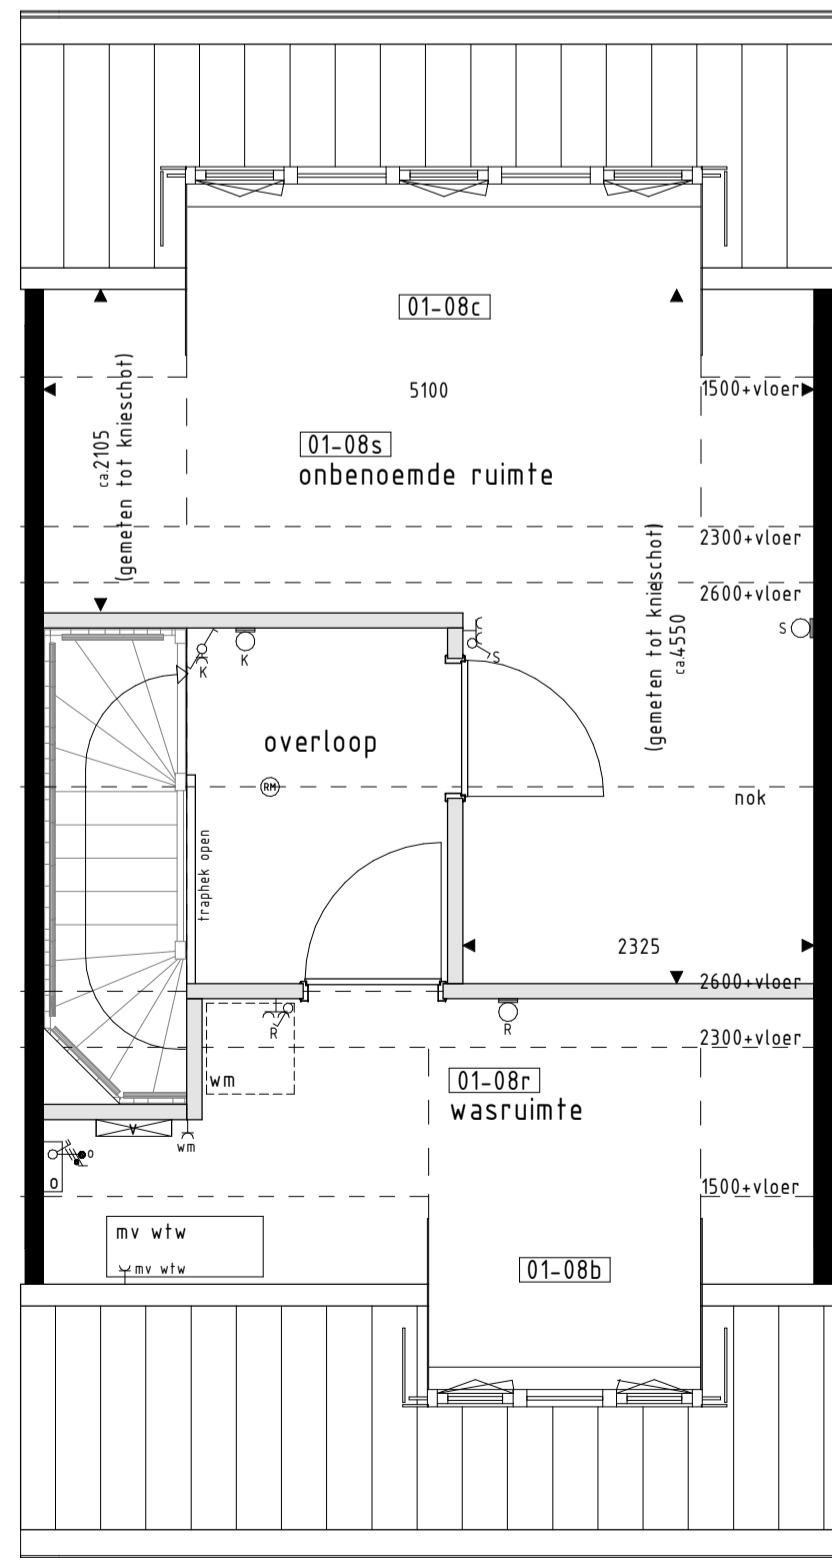 01-08c
5100
1500+vloer
ca.2105
(gemeten tot knieschot)
01-08s
onbenoemde ruimte
2300+vloer
2600+vloer
(gemeten tot knieschot)
ca.4550
S
K
K
S
overloop
RM
nok
traphek open
2325
2600+vloer
R
R
2300+vloer
wm
01-08r
wasruimte
V
wm
o
o
1500+vloer
mv wtw
mv wtw
01-08b